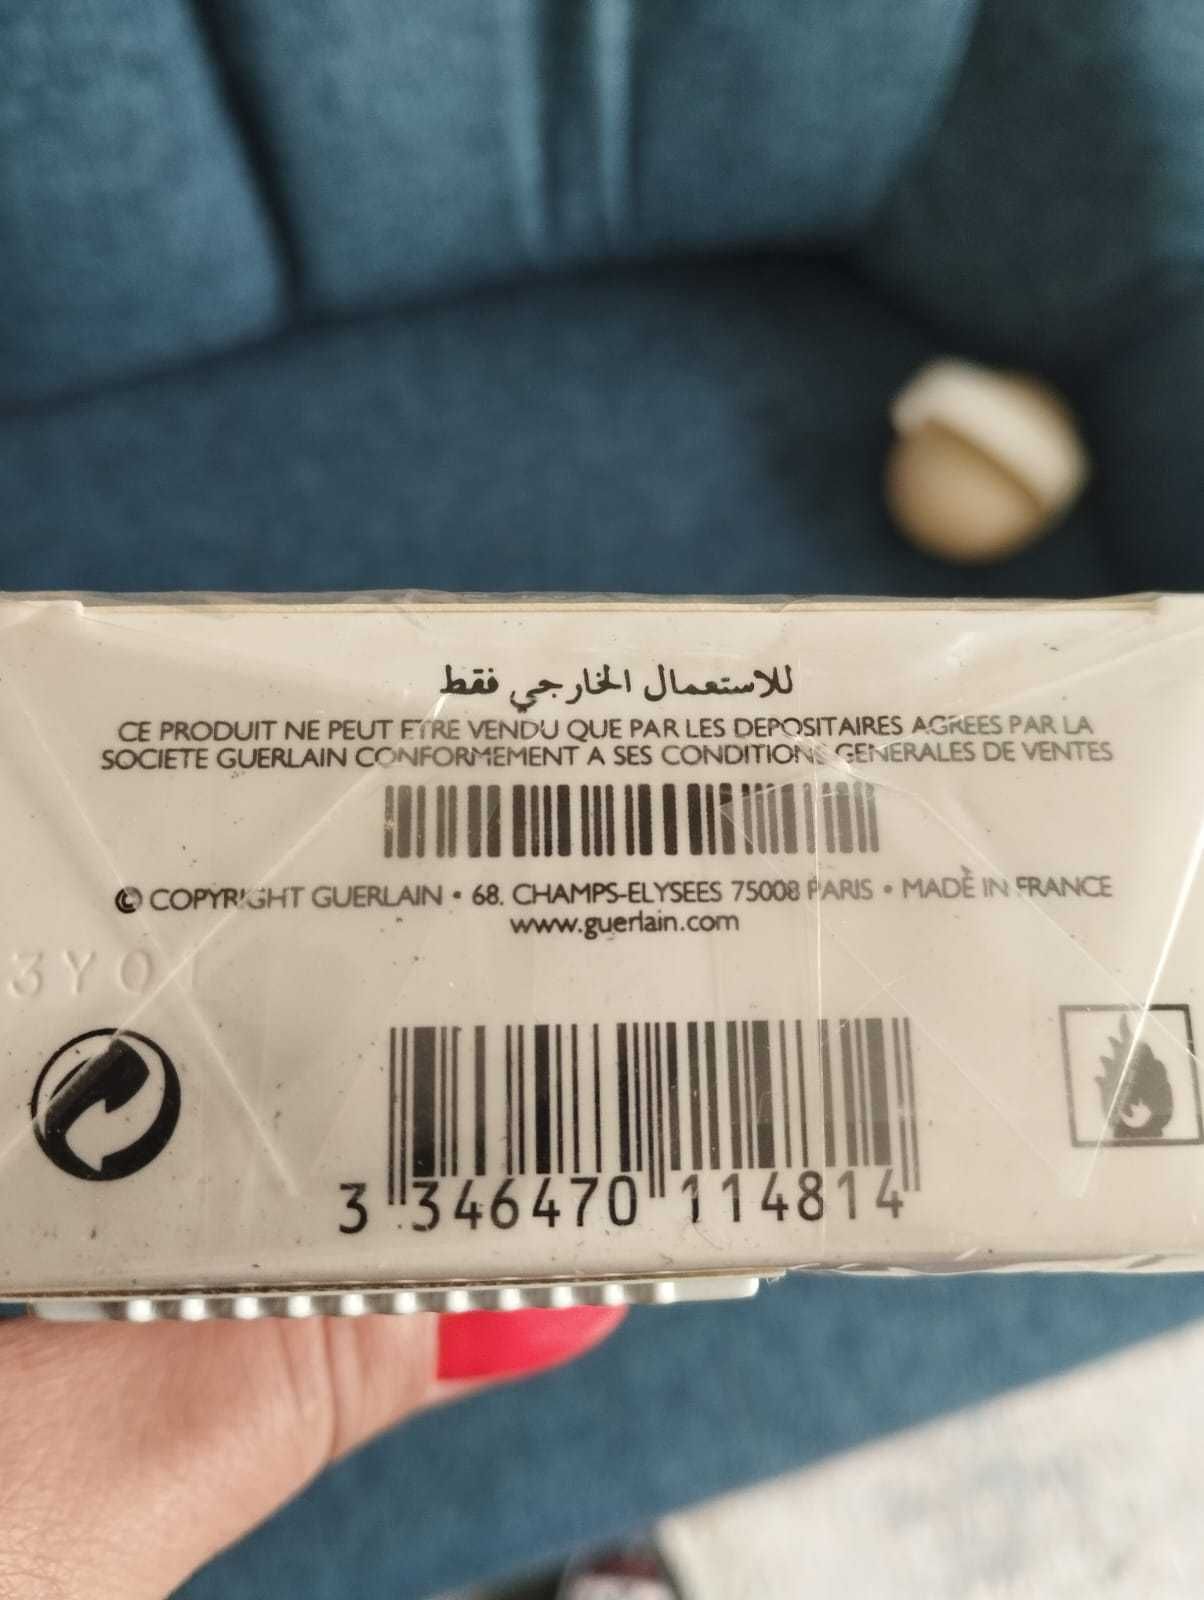 للاستعمال الخارجي فقط
CE PRODUIT NE PEUT ETRE VENDU QUE PAR LES DEPOSITAIRES AGREES PAR LA
SOCIETE GUERLAIN CONFORMEMENT A SES CONDITIONS GENERALES DE VENTES
© COPYRIGHT GUERLAIN • 68, CHAMPS-ELYSEES 75008 PARIS • MADE IN FRANCE
www.guerlain.com
3Y01
3 346470 114814